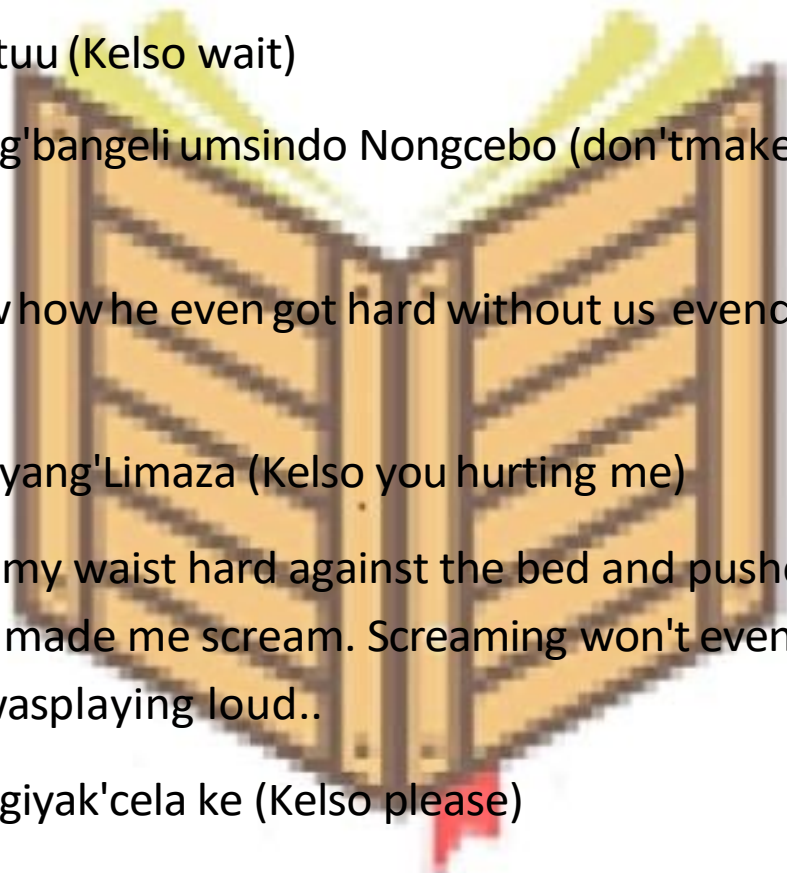 tuu (Kelso wait)
g'bangeli umsindo Nongcebo (don'tmake
how he even got hard without us even
yang'Limaza (Kelso you hurting me)
my waist hard against the bed and push
made me scream. Screaming won't even
wasplaying loud..
giyak'cela ke (Kelso please)